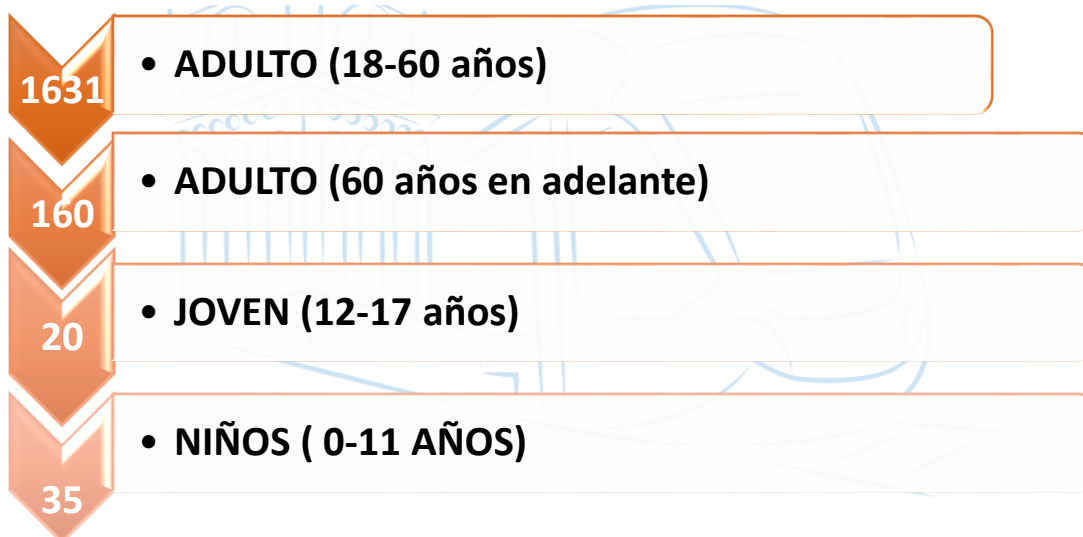 1631
• ADULTO (18-60 años)
160
• ADULTO (60 años en adelante)
20
• JOVEN (12-17 años)
35
• NIÑOS ( 0-11 AÑOS)